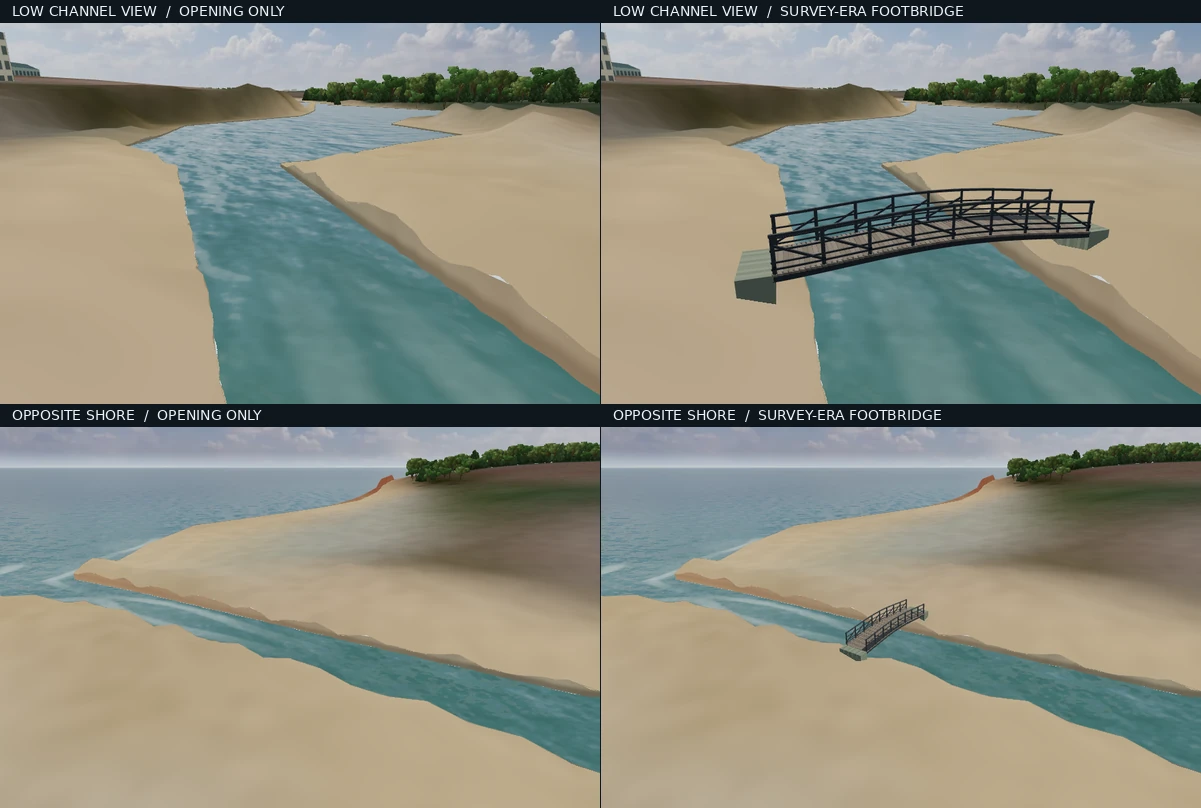 LOW CHANNEL VIEW / OPENING ONLY
LOW CHANNEL VIEW / SURVEY-ERA FOOTBRIDGE
OPPOSITE SHORE / OPENING ONLY
OPPOSITE SHORE / SURVEY-ERA FOOTBRIDGE